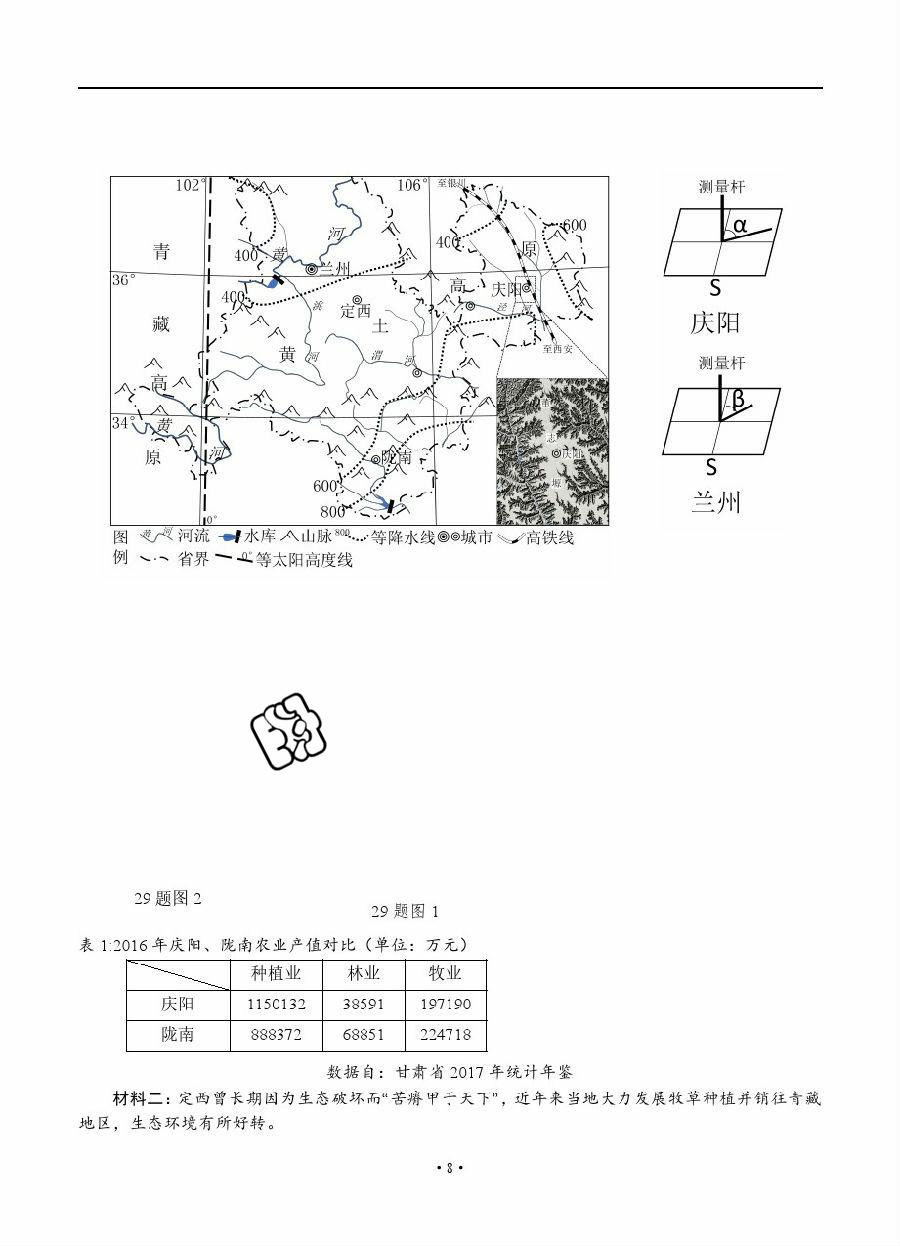 102°
106°
至银川
600
400
原
青
400
黄
河
兰州
36°
400
洮
定西
高
庆阳
泾
河
藏
土
至西安
黄
河
渭
河
高
34°
黄
河
原
陇南
志
庆阳
塬
600
800
0°
图 黄河 河流 水库 山脉 800 等降水线 城市 高铁线
例 省界 0° 等太阳高度线
测量杆
α
S
庆阳
测量杆
β
S
兰州
29 题图 2
29 题图 1
表 1:2016 年庆阳、陇南农业产值对比（单位：万元）
种植业 林业 牧业
庆阳 1150132 38591 197190
陇南 888372 68851 224718
数据自：甘肃省 2017 年统计年鉴
材料二：定西曾长期因为生态破坏而“苦瘠甲于天下”，近年来当地大力发展牧草种植并销往青藏
地区，生态环境有所好转。
·8·